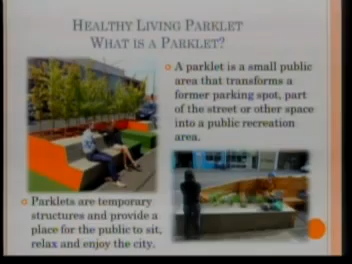 HEALTHY LIVING PARKLET
WHAT IS A PARKLET?
A parklet is a small public
area that transforms a
former parking spot, part
of the street or other space
into a public recreation
area.
Parklets are temporary
structures and provide a
place for the public to sit,
relax and enjoy the city.